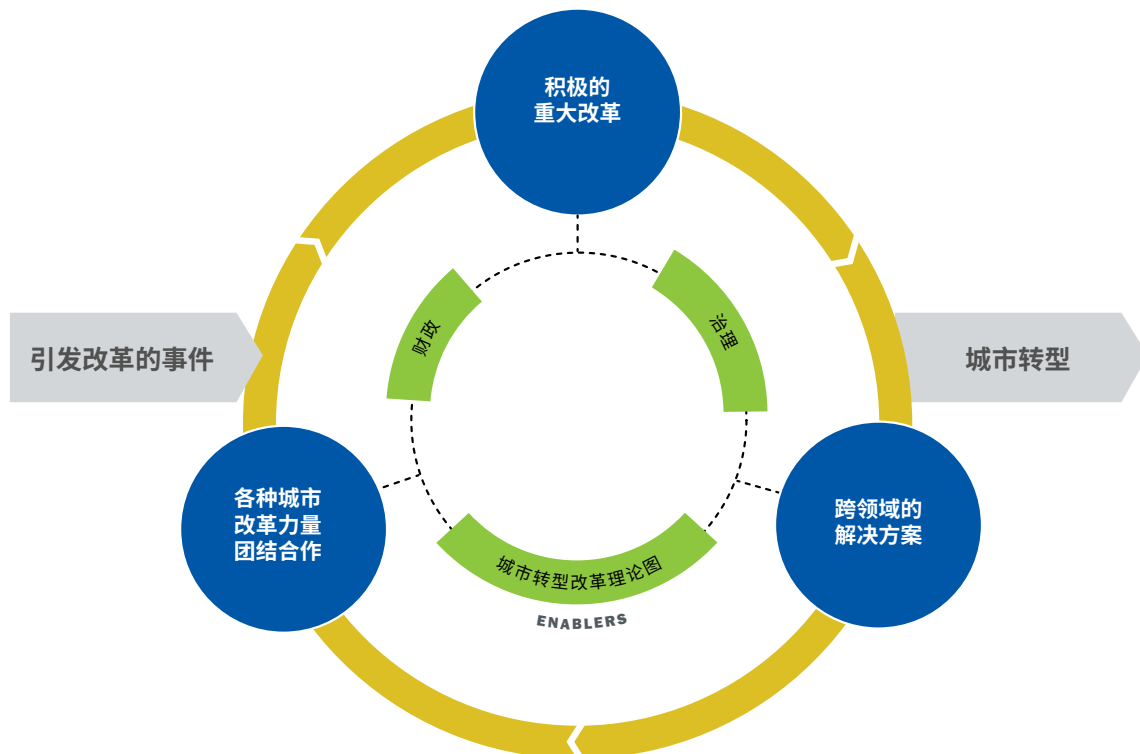 积极的
重大改革
财政
治理
引发改革的事件
城市转型
各种城市
改革力量
团结合作
跨领域的
解决方案
城市转型改革理论图
ENABLERS